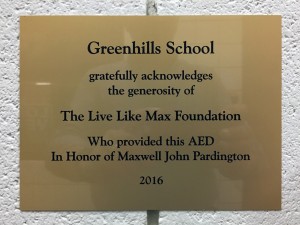 Greenhills School
gratefully acknowledges
the generosity of
The Live Like Max Foundation
Who provided this AED
In Honor of Maxwell John Pardington
2016